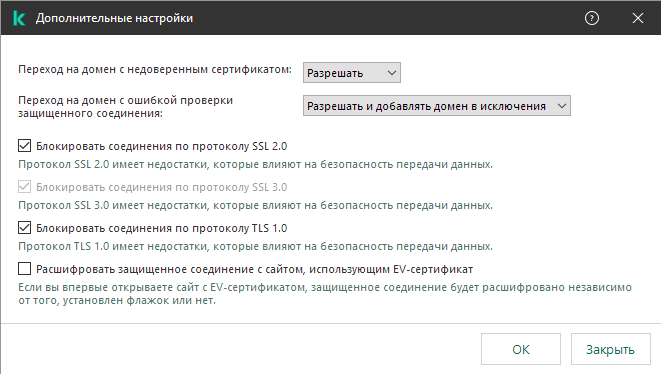 Дополнительные настройки
Переход на домен с недоверенным сертификатом:
Разрешать
Переход на домен с ошибкой проверки
защищенного соединения:
Разрешать и добавлять домен в исключения
Блокировать соединения по протоколу SSL 2.0
Протокол SSL 2.0 имеет недостатки, которые влияют на безопасность передачи данных.
Блокировать соединения по протоколу SSL 3.0
Протокол SSL 3.0 имеет недостатки, которые влияют на безопасность передачи данных.
Блокировать соединения по протоколу TLS 1.0
Протокол TLS 1.0 имеет недостатки, которые влияют на безопасность передачи данных.
Расшифровать защищенное соединение с сайтом, использующим EV-сертификат
Если вы впервые открываете сайт с EV-сертификатом, защищенное соединение будет расшифровано независимо
от того, установлен флажок или нет.
ОК
Закрыть